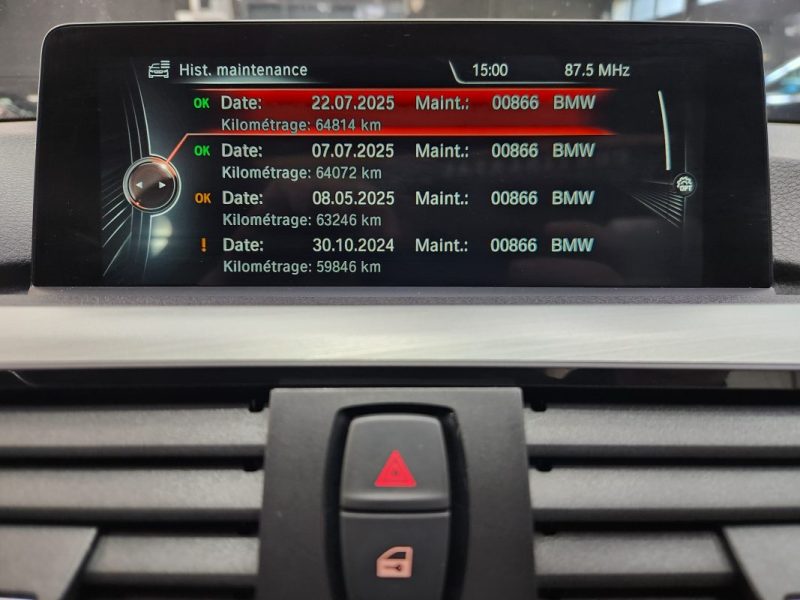 Hist. maintenance 15:00 87.5 MHz
OK Date: 22.07.2025 Maint.: 00866 BMW
Kilométrage: 64814 km
OK Date: 07.07.2025 Maint.: 00866 BMW
Kilométrage: 64072 km
OK Date: 08.05.2025 Maint.: 00866 BMW
Kilométrage: 63246 km
! Date: 30.10.2024 Maint.: 00866 BMW
Kilométrage: 59846 km
OFF